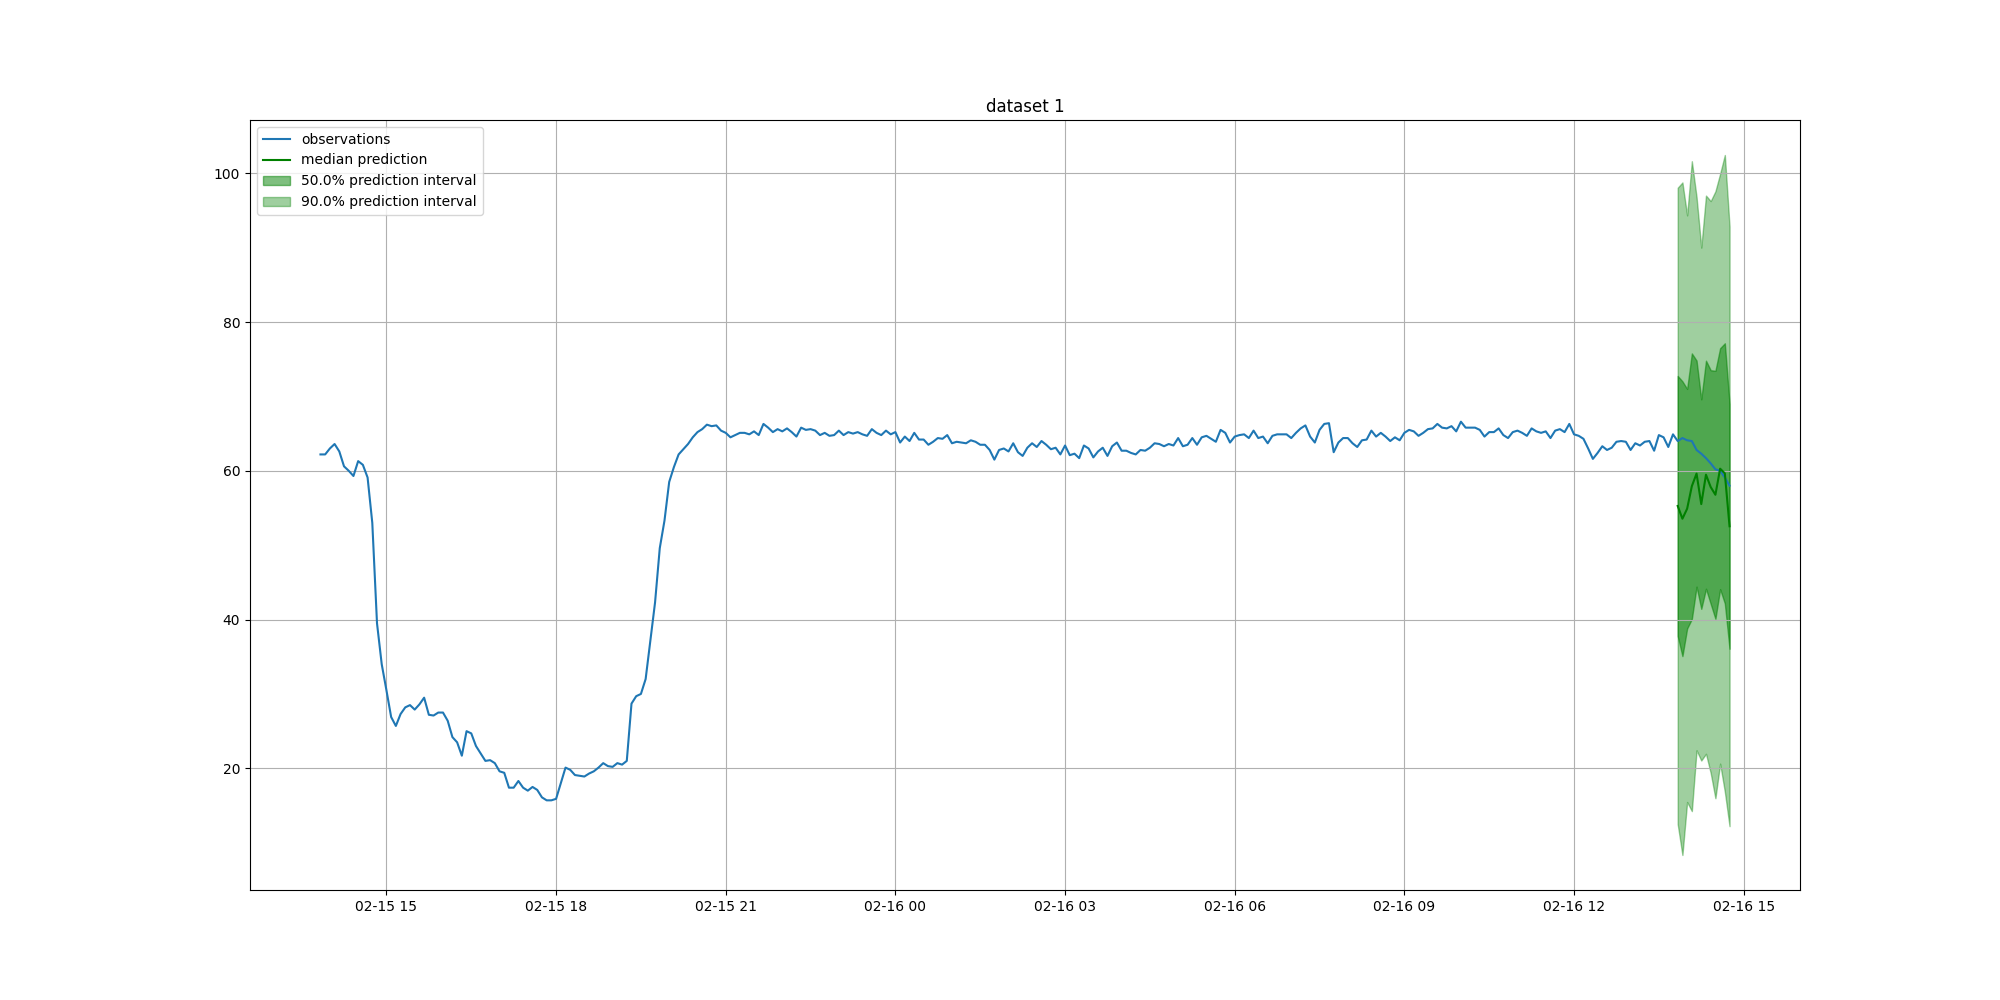 dataset 1
observations
median prediction
50.0% prediction interval
90.0% prediction interval
100
80
60
40
20
02-15 15
02-15 18
02-15 21
02-16 00
02-16 03
02-16 06
02-16 09
02-16 12
02-16 15